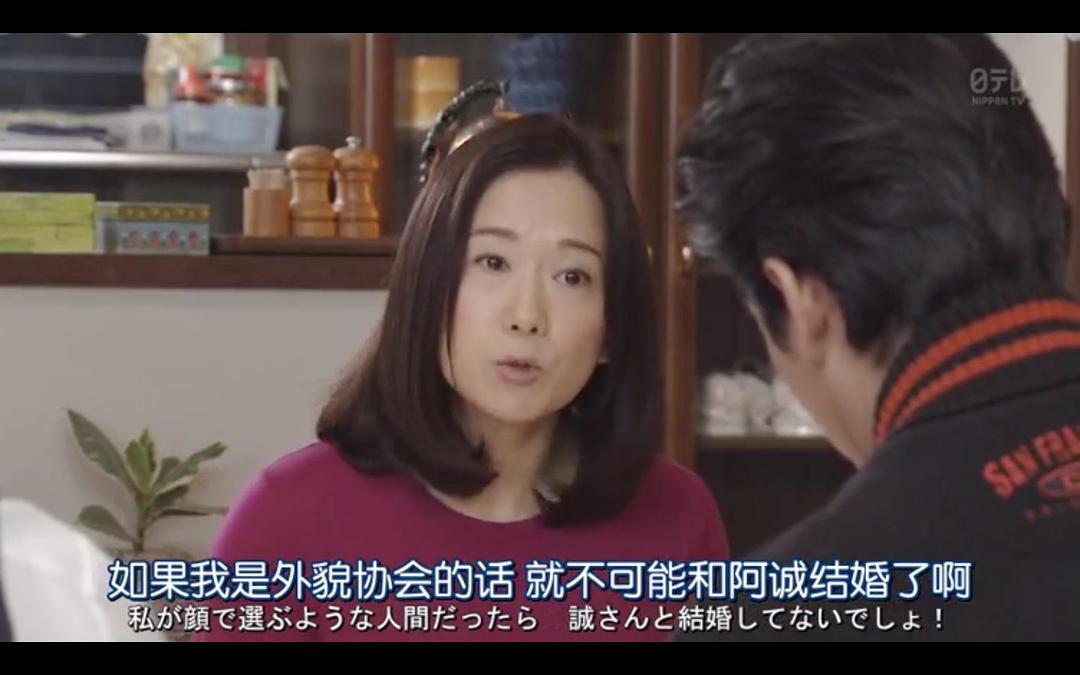 日テレ
NIPPON TV
SAN FRA
如果我是外貌协会的话 就不可能和阿诚结婚了啊
私が顔で選ぶような人間だったら　誠さんと結婚してないでしょ！